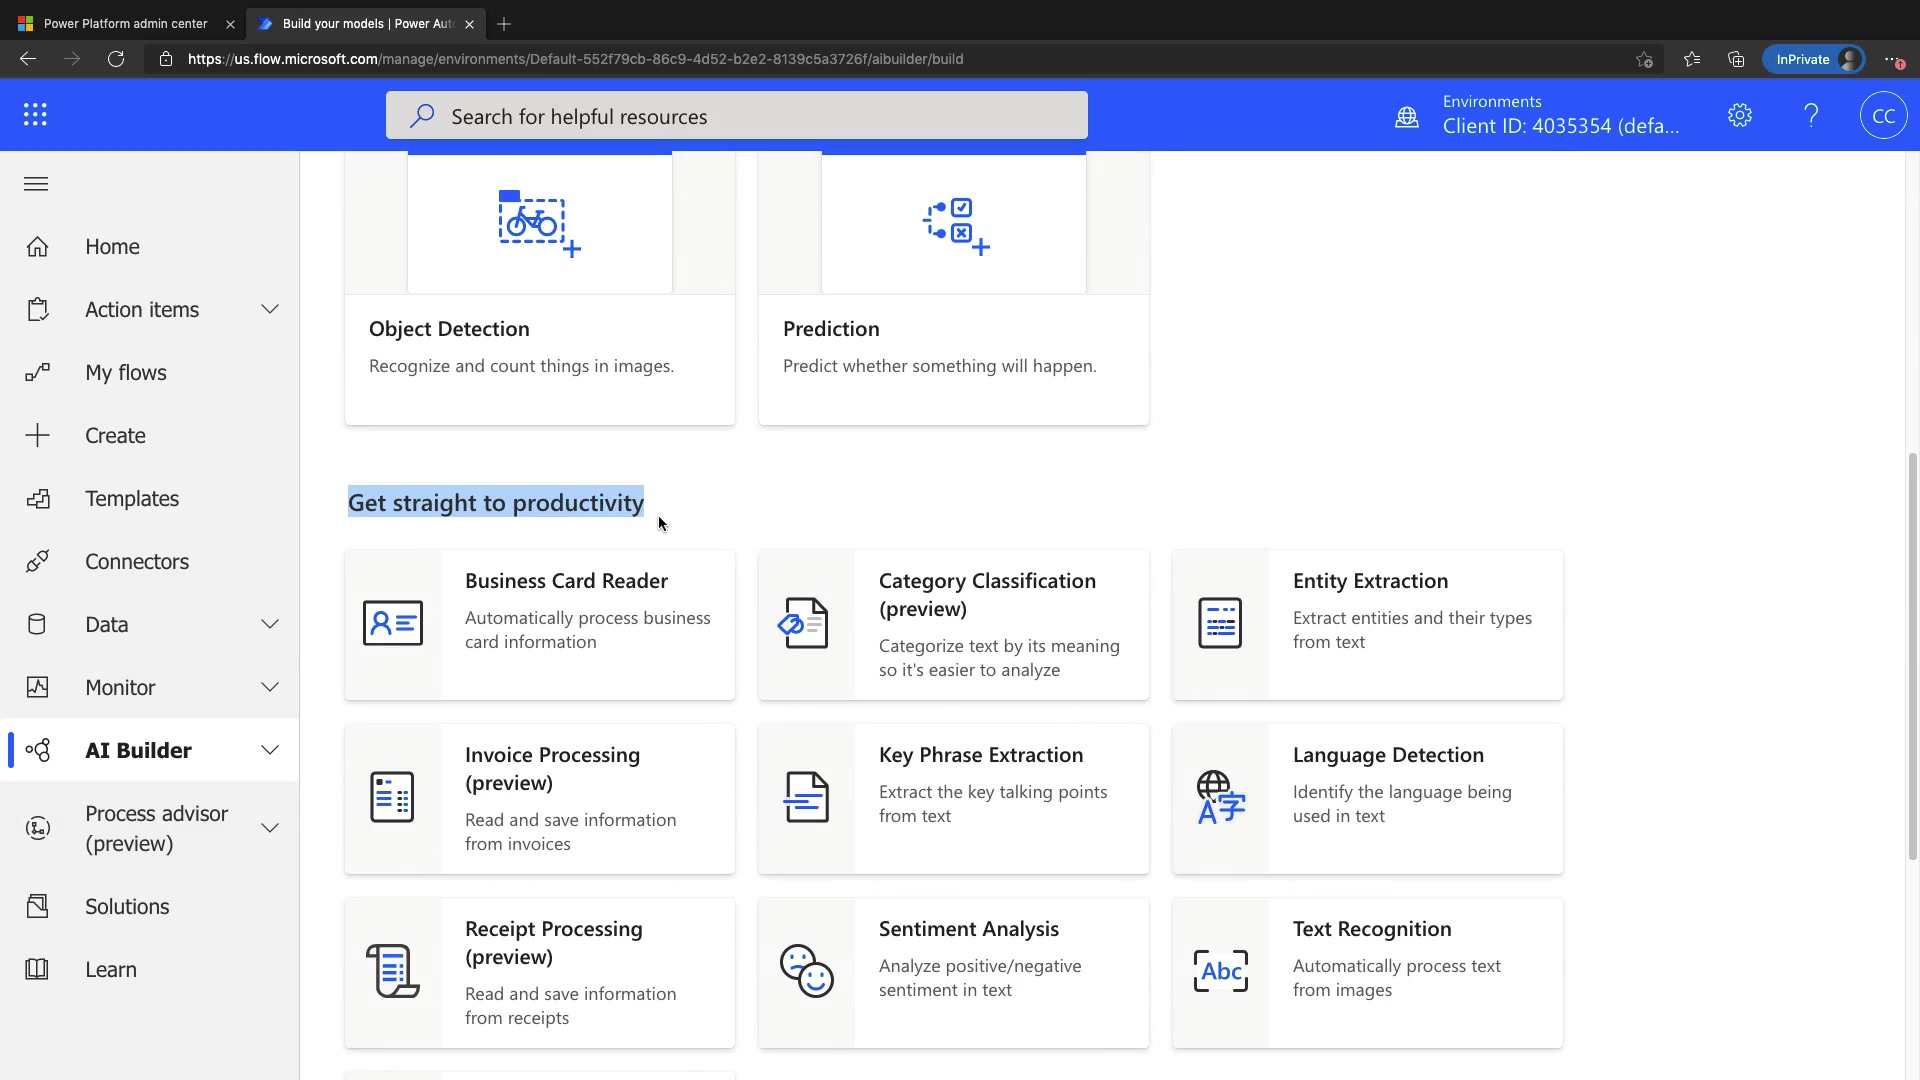 Power Platform admin center
Build your models | Power Aut
https://us.flow.microsoft.com/manage/environments/Default-552f79cb-86c9-4d52-b2e2-8139c5a3726f/aibuilder/build
InPrivate
Search for helpful resources
Environments
Client ID: 4035354 (defa...
?
CC
Home
Action items
My flows
Create
Templates
Connectors
Data
Monitor
AI Builder
Process advisor
(preview)
Solutions
Learn
Object Detection
Recognize and count things in images.
Prediction
Predict whether something will happen.
Get straight to productivity
Business Card Reader
Automatically process business
card information
Category Classification
(preview)
Categorize text by its meaning
so it's easier to analyze
Entity Extraction
Extract entities and their types
from text
Invoice Processing
(preview)
Read and save information
from invoices
Key Phrase Extraction
Extract the key talking points
from text
A字
Language Detection
Identify the language being
used in text
Receipt Processing
(preview)
Read and save information
from receipts
Sentiment Analysis
Analyze positive/negative
sentiment in text
Abc
Text Recognition
Automatically process text
from images